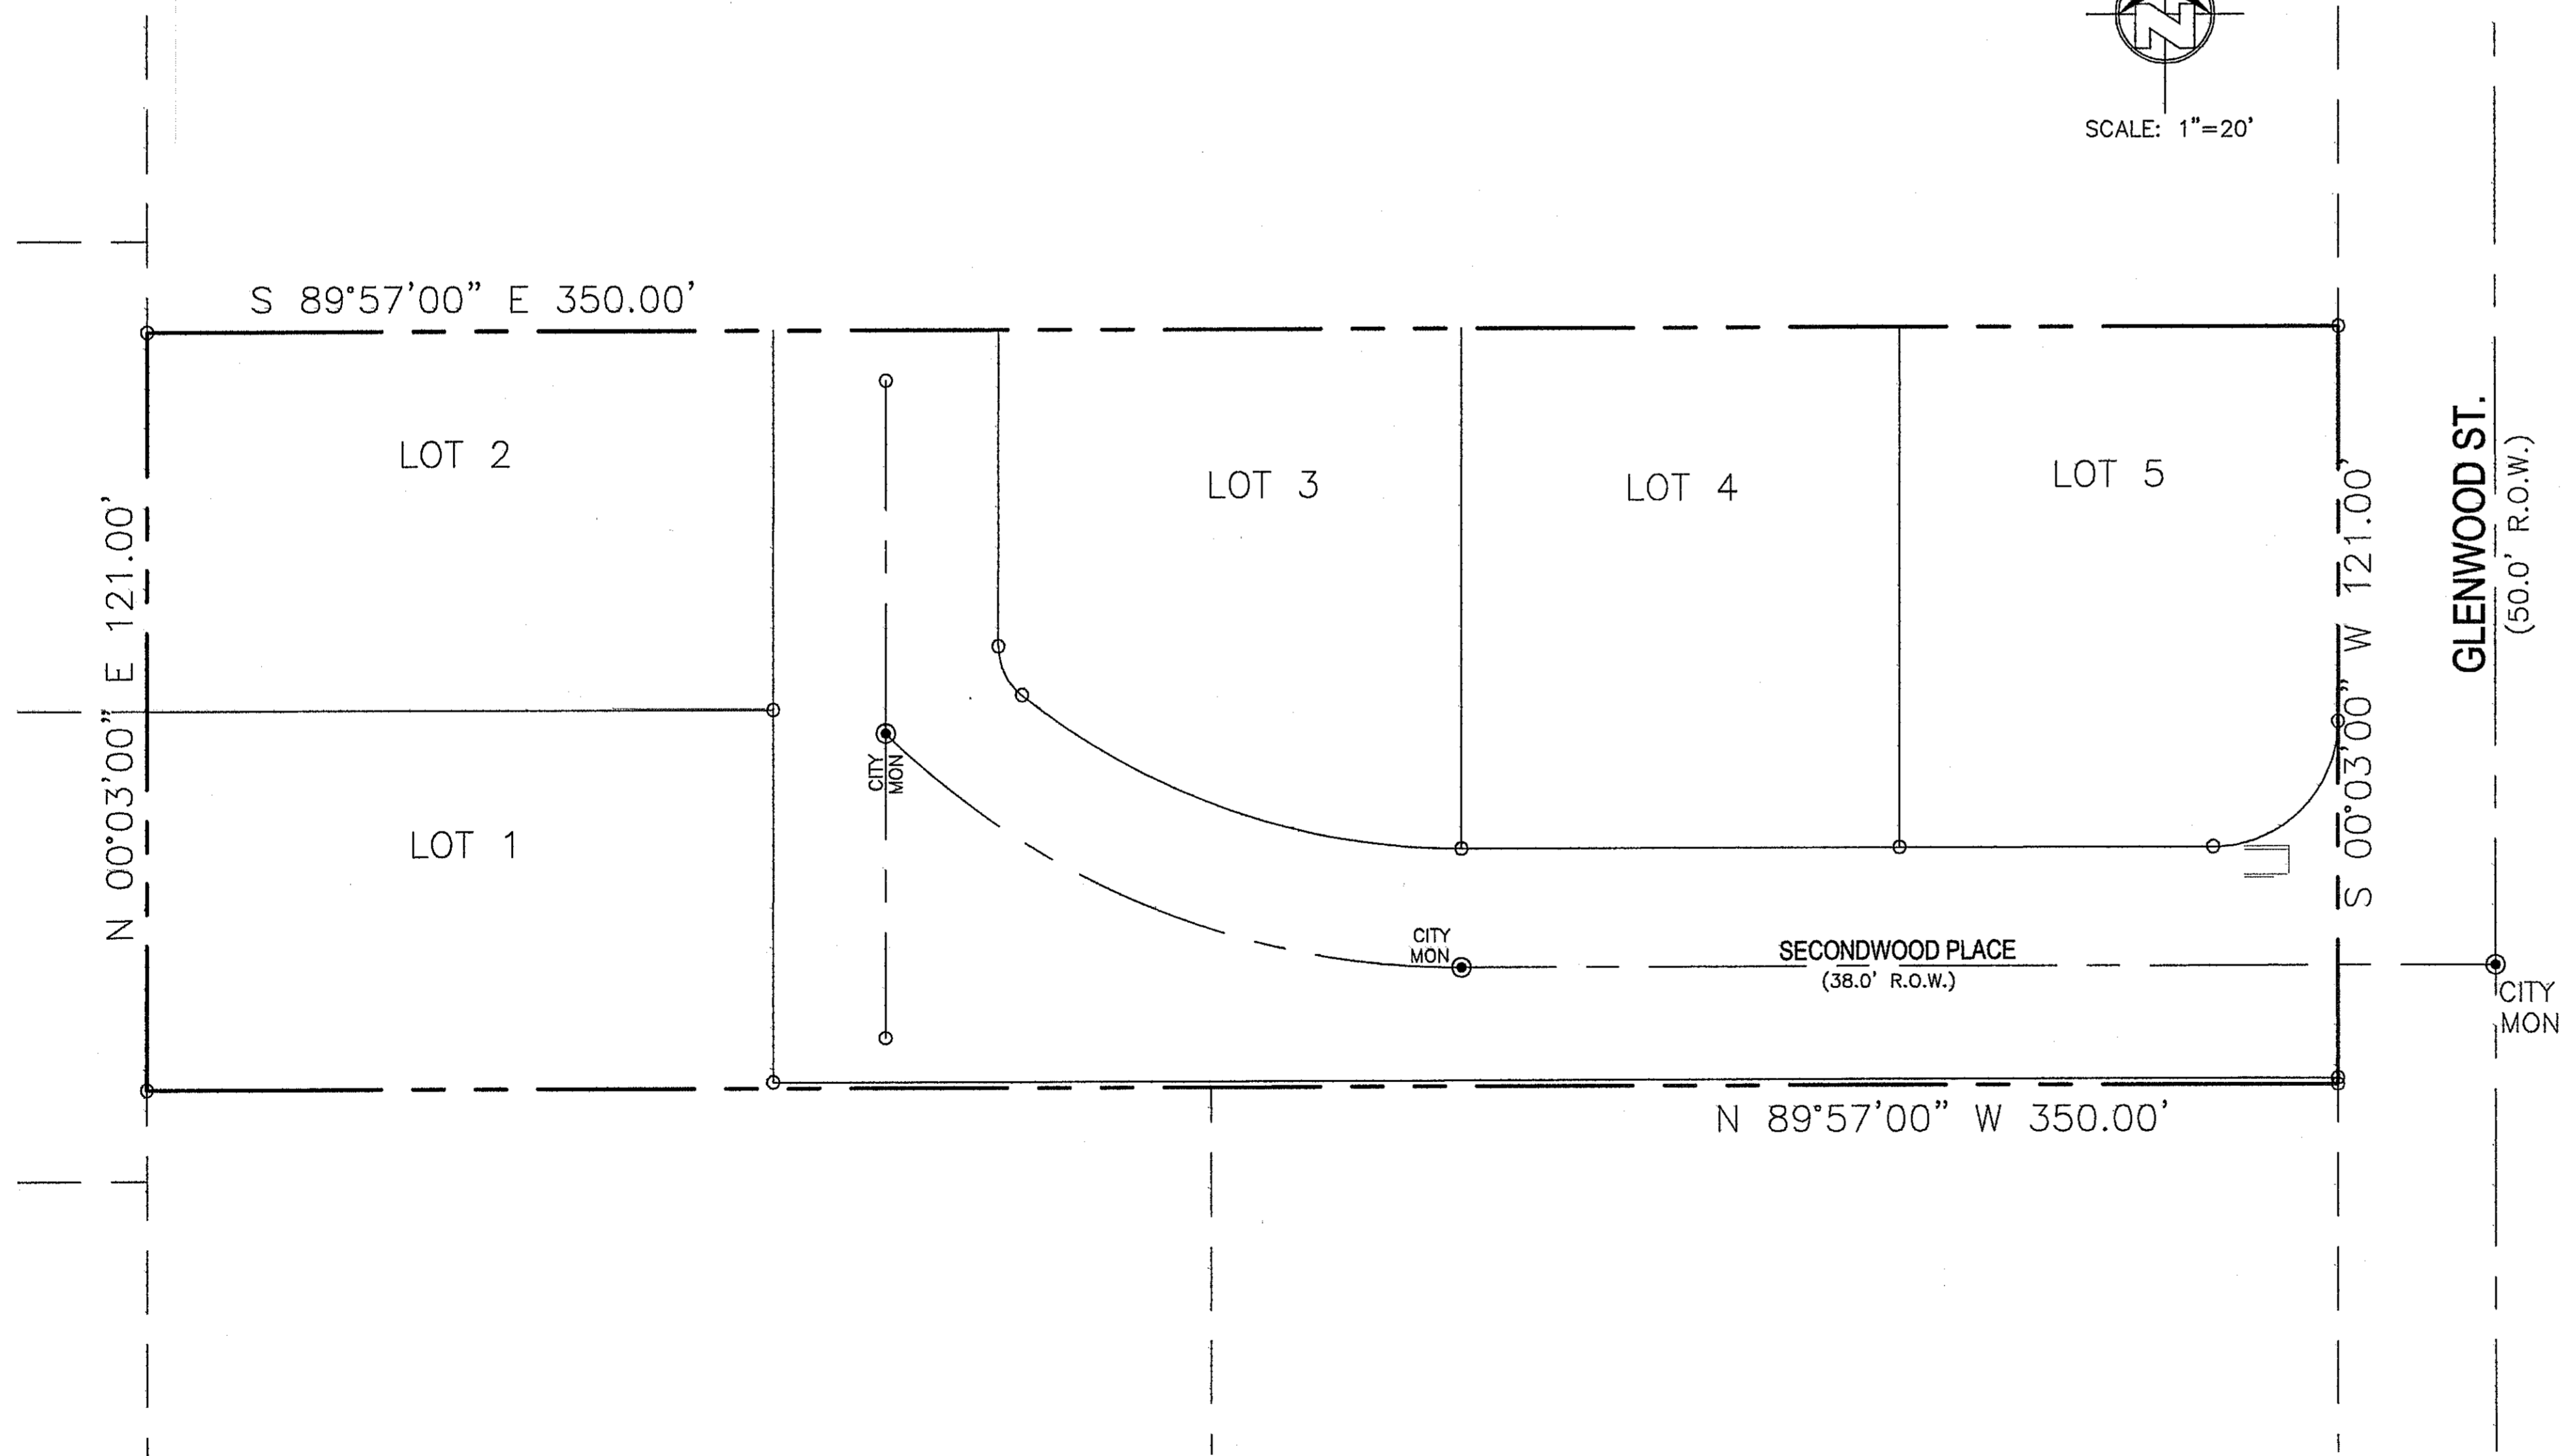 N
SCALE: 1"=20'
S 89°57'00" E 350.00'
LOT 2
LOT 3
LOT 4
LOT 5
N 00°03'00" E 121.00'
S 00°03'00" W 121.00'
GLENWOOD ST.
(50.0' R.O.W.)
CITY
MON
LOT 1
CITY
MON
SECONDWOOD PLACE
(38.0' R.O.W.)
CITY
MON
N 89°57'00" W 350.00'